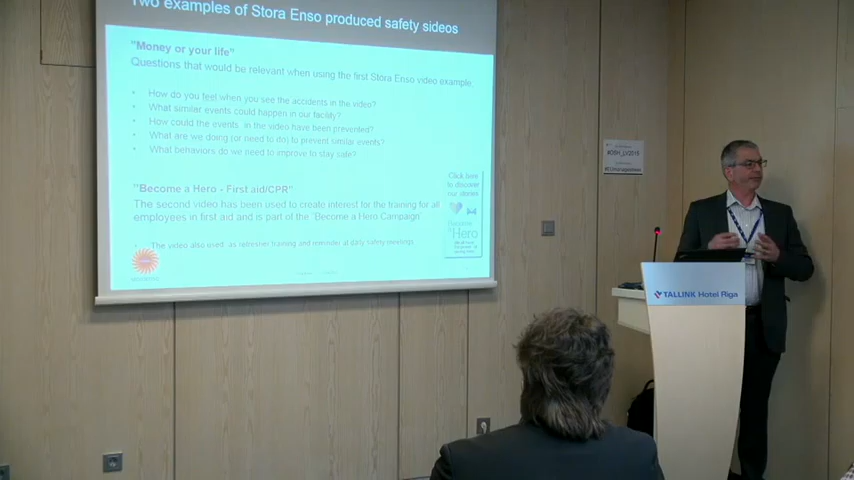 Two examples of Stora Enso produced safety sideos
"Money or your life"
Questions that would be relevant when using the first Stora Enso video example;
• How do you feel when you see the accidents in the video?
• What similar events could happen in our facility?
• How could the events in the video have been prevented?
• What are we doing (or need to do) to prevent similar events?
• What behaviors do we need to improve to stay safe?
"Become a Hero - First aid/CPR"
The second video has been used to create interest for the training for all
employees in first aid and is part of the "Become a Hero Campaign"
• The video also used as refresher training and reminder at daily safety meetings
Click here
to discover
our stories
Become
a Hero
#OSH_LV2018
TALLINK Hotel Riga